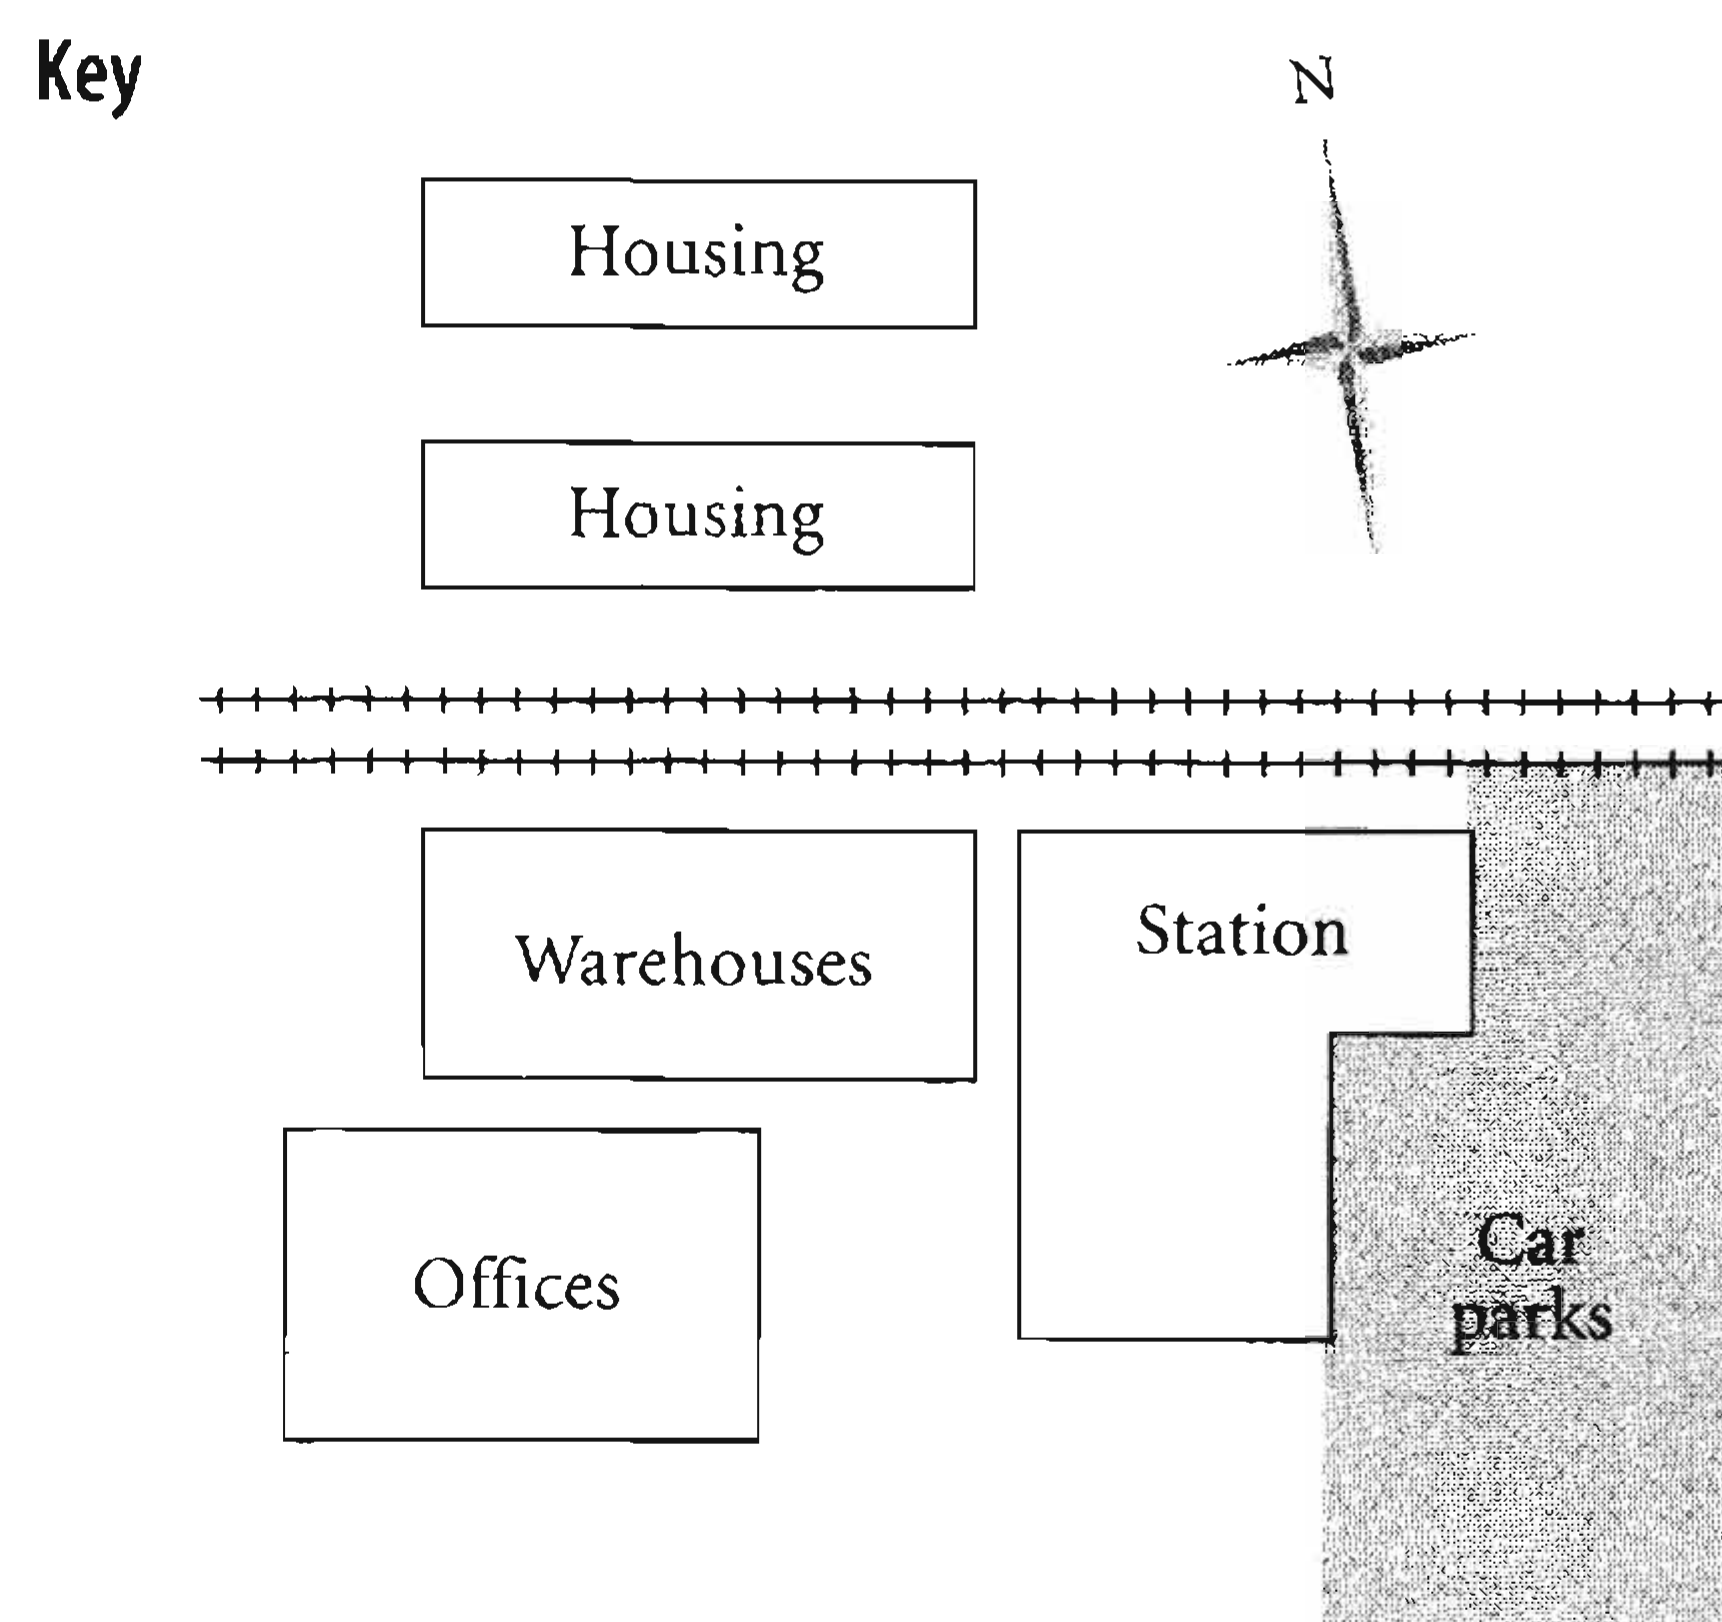 Key
N
Housing
Housing
Warehouses
Station
Offices
Car
parks